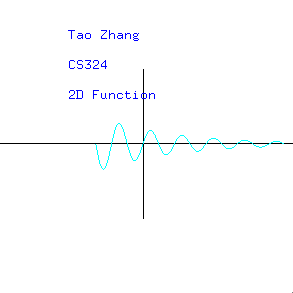 Tao Zhang
CS324
2D Function